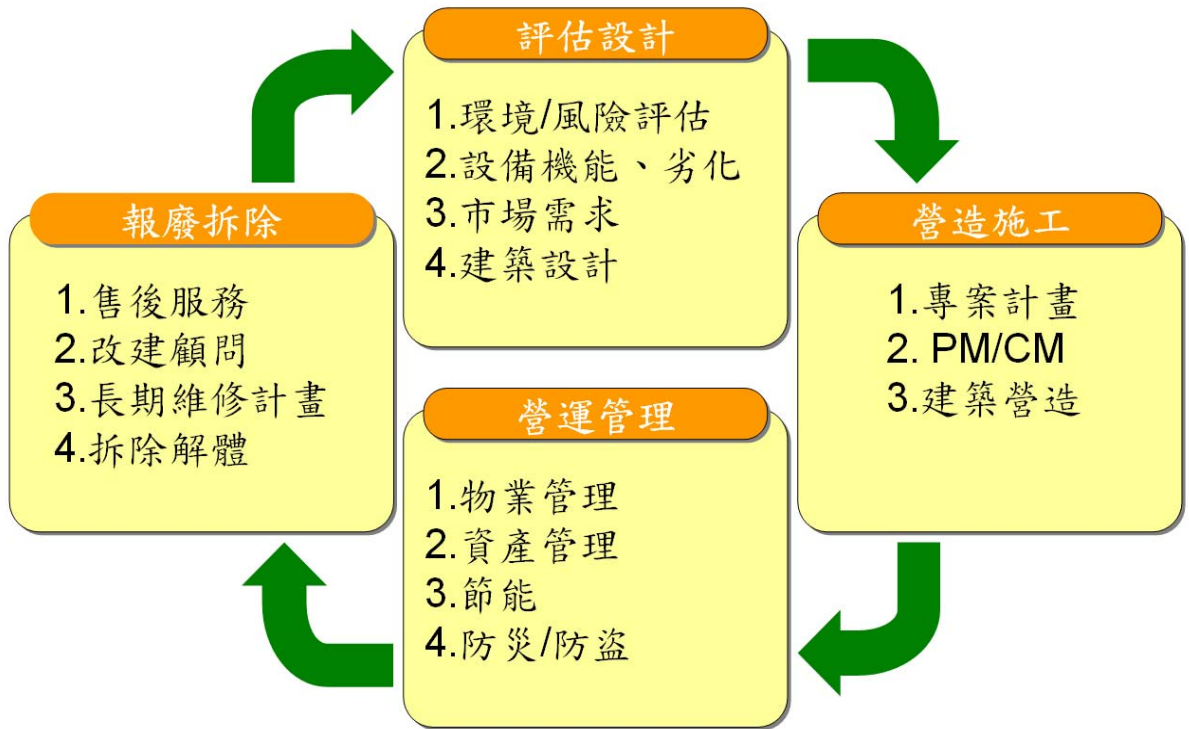 評估設計
1.環境/風險評估
2.設備機能、劣化
3.市場需求
4.建築設計
營造施工
1.專案計畫
2. PM/CM
3.建築營造
營運管理
1.物業管理
2.資產管理
3.節能
4.防災/防盜
報廢拆除
1.售後服務
2.改建顧問
3.長期維修計畫
4.拆除解體